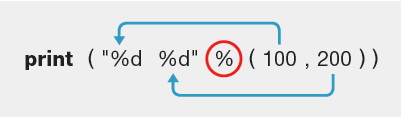 print ("%d %d" % ( 100 , 200 ) )